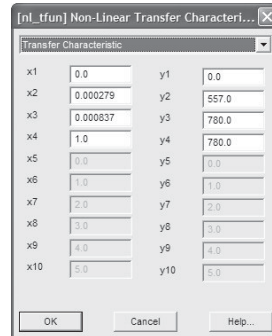 [nl_tfun] Non-Linear Transfer Characteri...
Transfer Characteristic
x1 0.0 y1 0.0
x2 0.000279 y2 557.0
x3 0.000837 y3 780.0
x4 1.0 y4 780.0
x5 0.0 y5 0.0
x6 1.0 y6 1.0
x7 2.0 y7 2.0
x8 3.0 y8 3.0
x9 4.0 y9 4.0
x10 5.0 y10 5.0
OK Cancel Help...